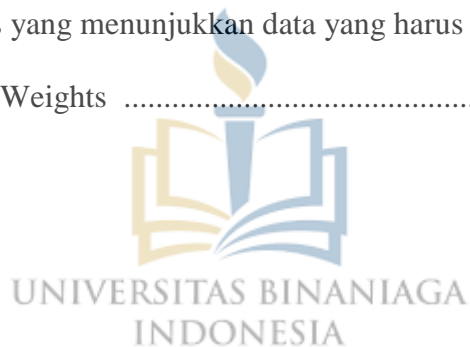 yang menunjukkan data yang harus
Weights ..........................................
UNIVERSITAS BINANIAGA
INDONESIA